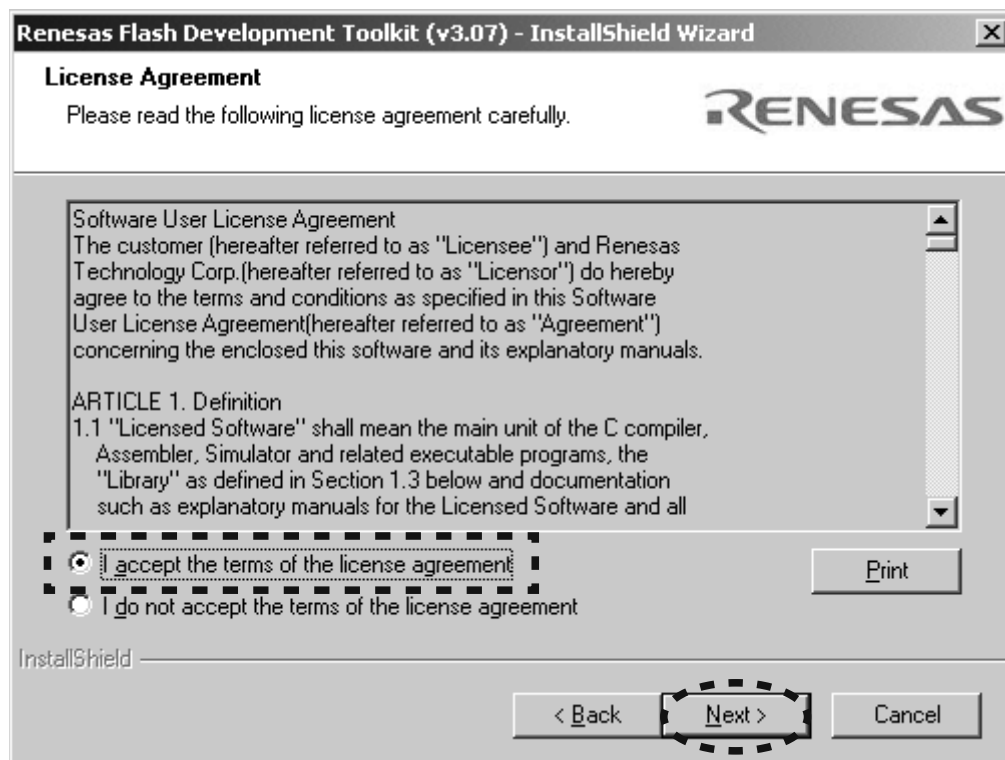 Renesas Flash Development Toolkit (v3.07) - InstallShield Wizard
License Agreement
Please read the following license agreement carefully.
RENESAS
Software User License Agreement
The customer (hereafter referred to as "Licensee") and Renesas
Technology Corp.(hereafter referred to as "Licensor") do hereby
agree to the terms and conditions as specified in this Software
User License Agreement(hereafter referred to as "Agreement")
concerning the enclosed this software and its explanatory manuals.
ARTICLE 1. Definition
1.1 "Licensed Software" shall mean the main unit of the C compiler,
Assembler, Simulator and related executable programs, the
"Library" as defined in Section 1.3 below and documentation
such as explanatory manuals for the Licensed Software and all
I accept the terms of the license agreement
Print
I do not accept the terms of the license agreement
InstallShield
< Back
Next >
Cancel